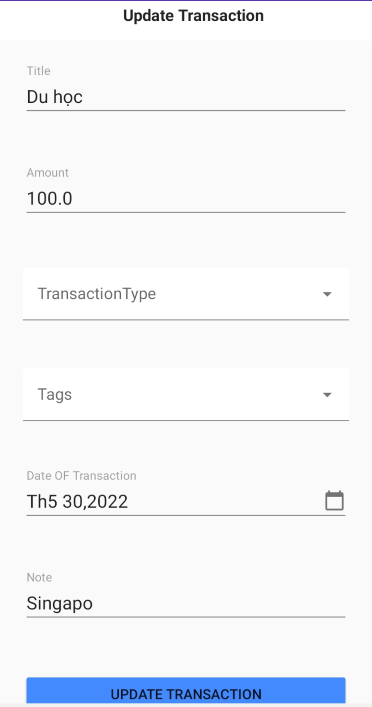 Update Transaction
Title
Du học
Amount
100.0
TransactionType
Tags
Date OF Transaction
Th5 30,2022
Note
Singapo
UPDATE TRANSACTION